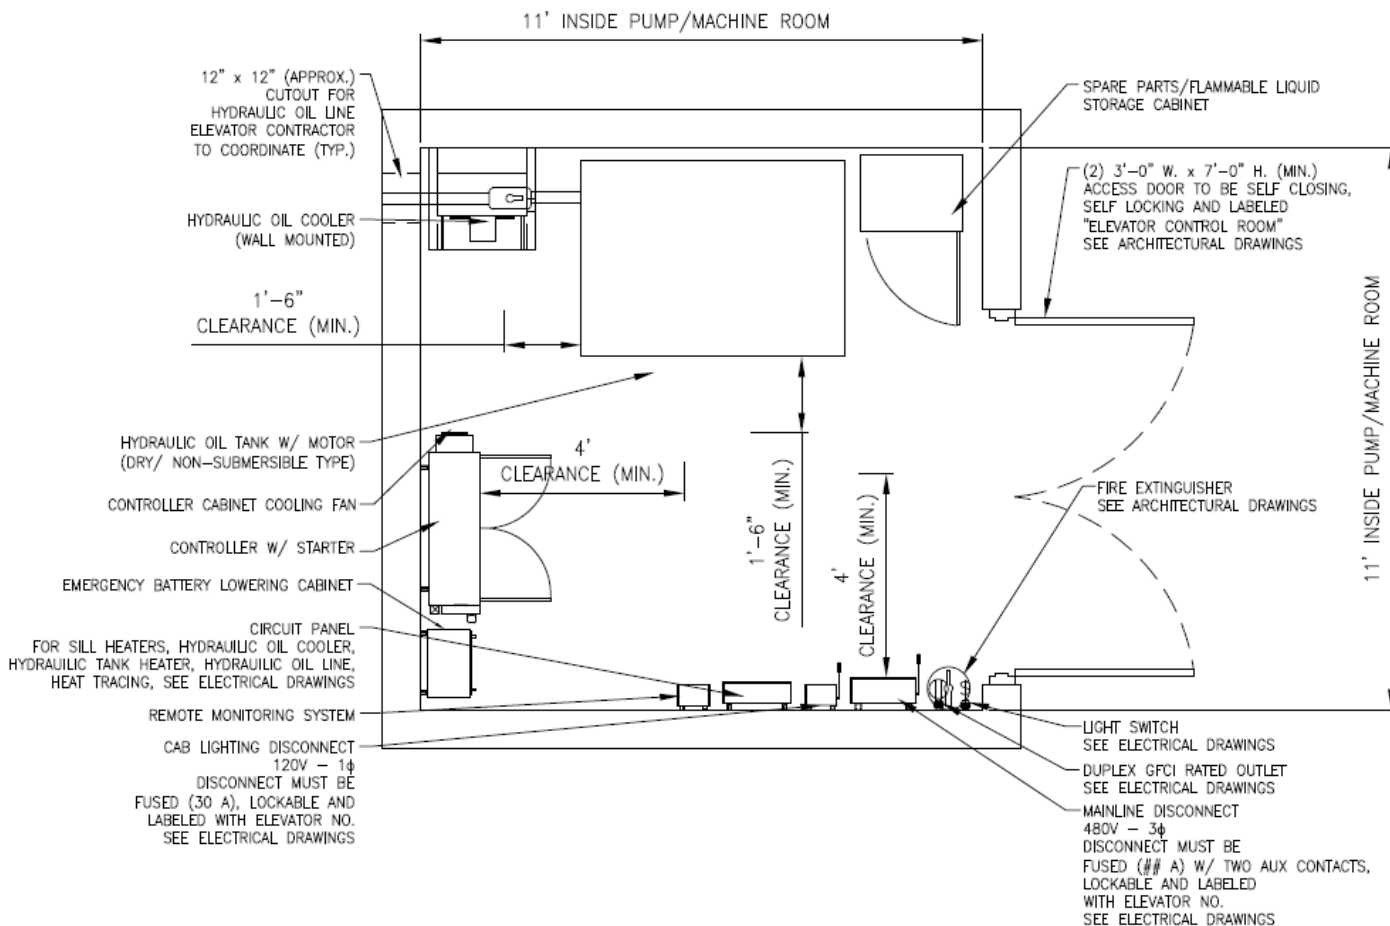 11' INSIDE PUMP/MACHINE ROOM
12" x 12" (APPROX.)
CUTOUT FOR
HYDRAULIC OIL LINE
ELEVATOR CONTRACTOR
TO COORDINATE (TYP.)
HYDRAULIC OIL COOLER
(WALL MOUNTED)
1'-6"
CLEARANCE (MIN.)
HYDRAULIC OIL TANK W/ MOTOR
(DRY/ NON-SUBMERSIBLE TYPE)
CONTROLLER CABINET COOLING FAN
CONTROLLER W/ STARTER
EMERGENCY BATTERY LOWERING CABINET
CIRCUIT PANEL
FOR SILL HEATERS, HYDRAUILIC OIL COOLER,
HYDRAUILIC TANK HEATER, HYDRAUILIC OIL LINE,
HEAT TRACING, SEE ELECTRICAL DRAWINGS
REMOTE MONITORING SYSTEM
CAB LIGHTING DISCONNECT
120V - 1ϕ
DISCONNECT MUST BE
FUSED (30 A), LOCKABLE AND
LABELED WITH ELEVATOR NO.
SEE ELECTRICAL DRAWINGS
4'
CLEARANCE (MIN.)
1'-6"
CLEARANCE (MIN.)
4'
CLEARANCE (MIN.)
SPARE PARTS/FLAMMABLE LIQUID
STORAGE CABINET
(2) 3'-0" W. x 7'-0" H. (MIN.)
ACCESS DOOR TO BE SELF CLOSING,
SELF LOCKING AND LABELED
"ELEVATOR CONTROL ROOM"
SEE ARCHITECTURAL DRAWINGS
11' INSIDE PUMP/MACHINE ROOM
FIRE EXTINGUISHER
SEE ARCHITECTURAL DRAWINGS
LIGHT SWITCH
SEE ELECTRICAL DRAWINGS
DUPLEX GFCI RATED OUTLET
SEE ELECTRICAL DRAWINGS
MAINLINE DISCONNECT
480V - 3ϕ
DISCONNECT MUST BE
FUSED (## A) W/ TWO AUX CONTACTS,
LOCKABLE AND LABELED
WITH ELEVATOR NO.
SEE ELECTRICAL DRAWINGS